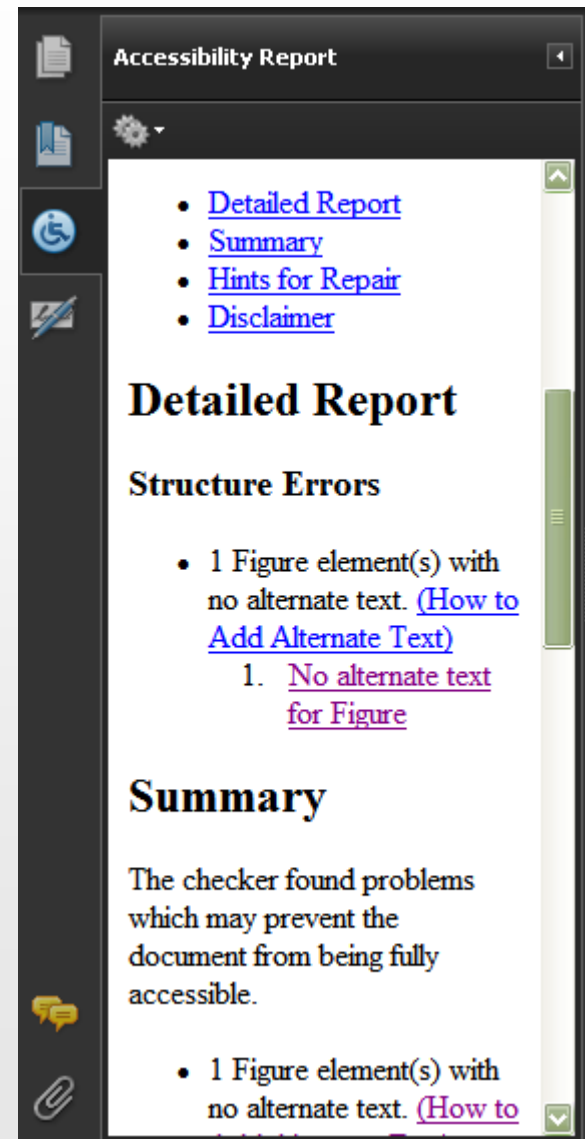 Accessibility Report
• Detailed Report
• Summary
• Hints for Repair
• Disclaimer
Detailed Report
Structure Errors
• 1 Figure element(s) with
no alternate text. (How to
Add Alternate Text)
1. No alternate text
for Figure
Summary
The checker found problems
which may prevent the
document from being fully
accessible.
• 1 Figure element(s) with
no alternate text. (How to